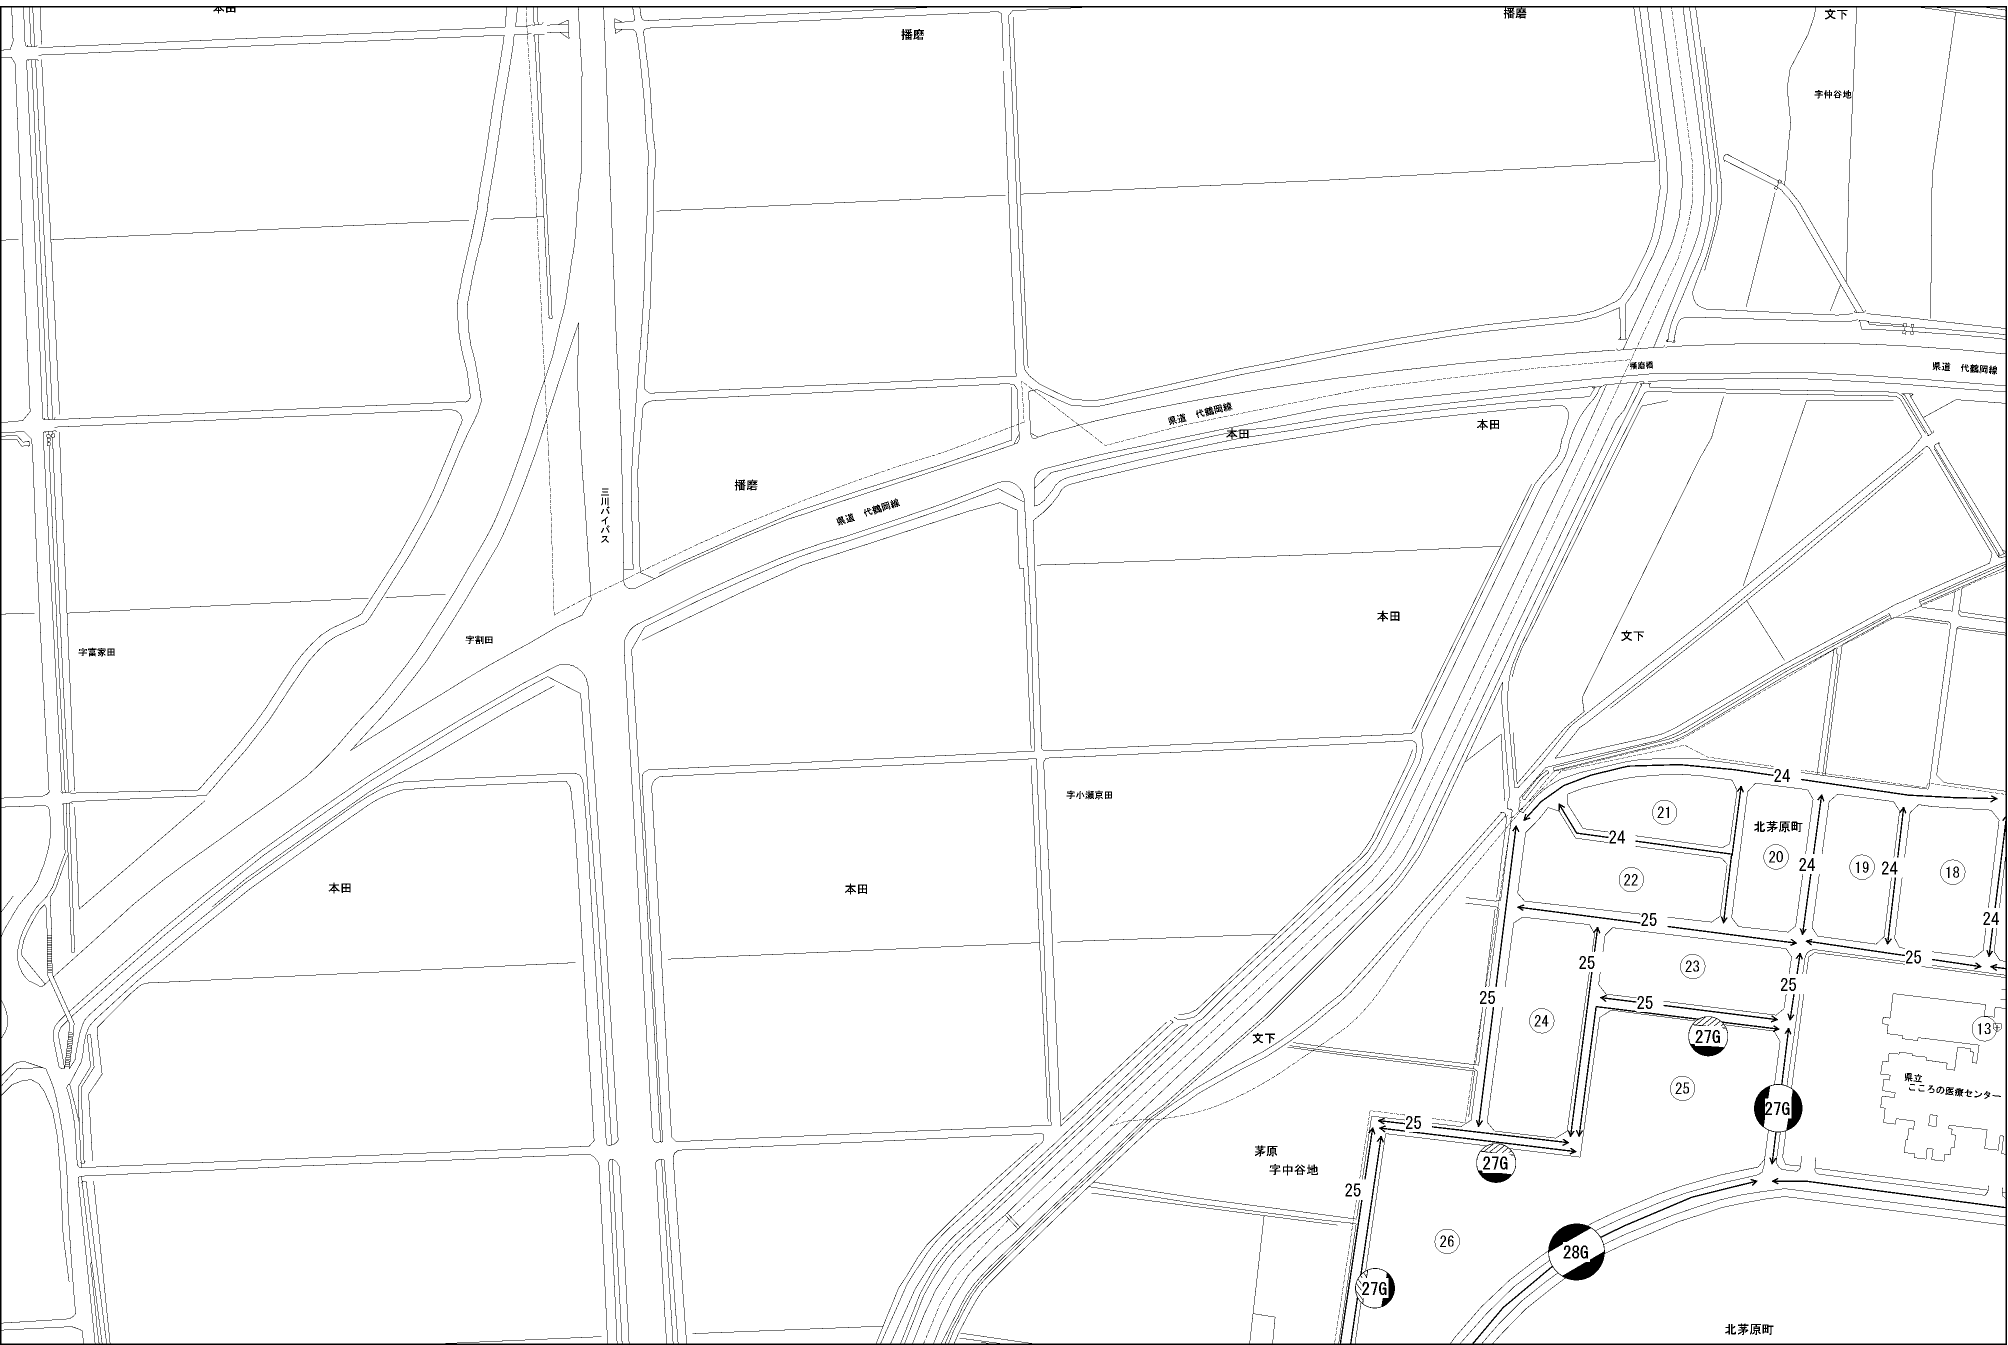 本田
播磨
播磨
文下
字仲谷地
播磨橋
県道　代鶴岡線
県道　代鶴岡線
本田
本田
播磨
三川バイパス
県道　代鶴岡線
本田
文下
字割田
字富家田
字小瀬京田
24
21
北茅原町
24
20
24
19
24
18
22
本田
本田
25
24
25
25
23
25
25
25
24
13
27G
文下
県立
こころの医療センター
25
27G
25
茅原
字中谷地
27G
25
26
28G
27G
北茅原町